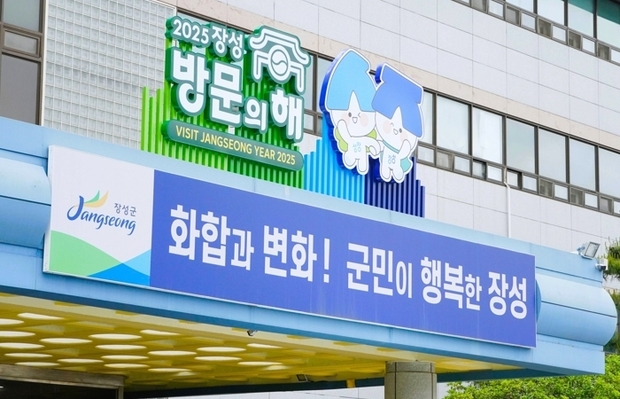 2025 장성
방문의 해
VISIT JANGSEONG YEAR 2025
장성군
Jangseong
화합과 변화! 군민이 행복한 장성